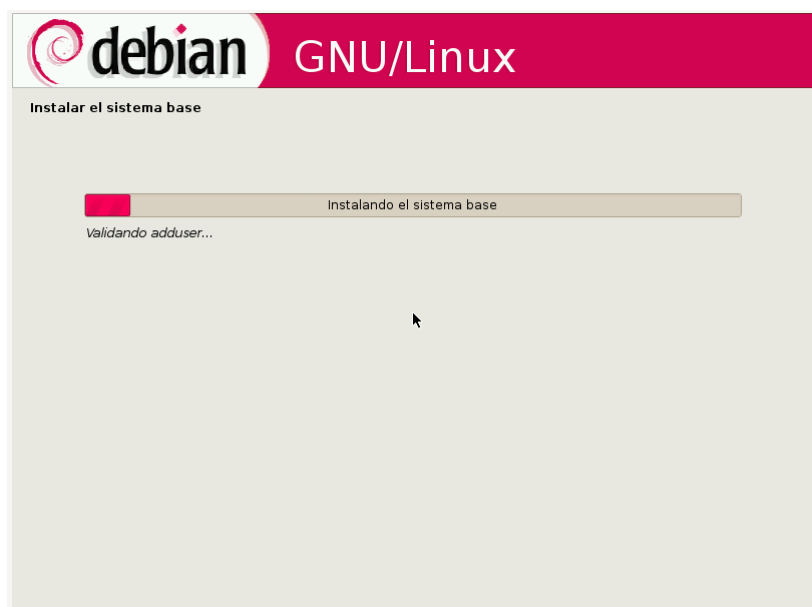 debian GNU/Linux
Instalar el sistema base
Instalando el sistema base
Validando adduser...